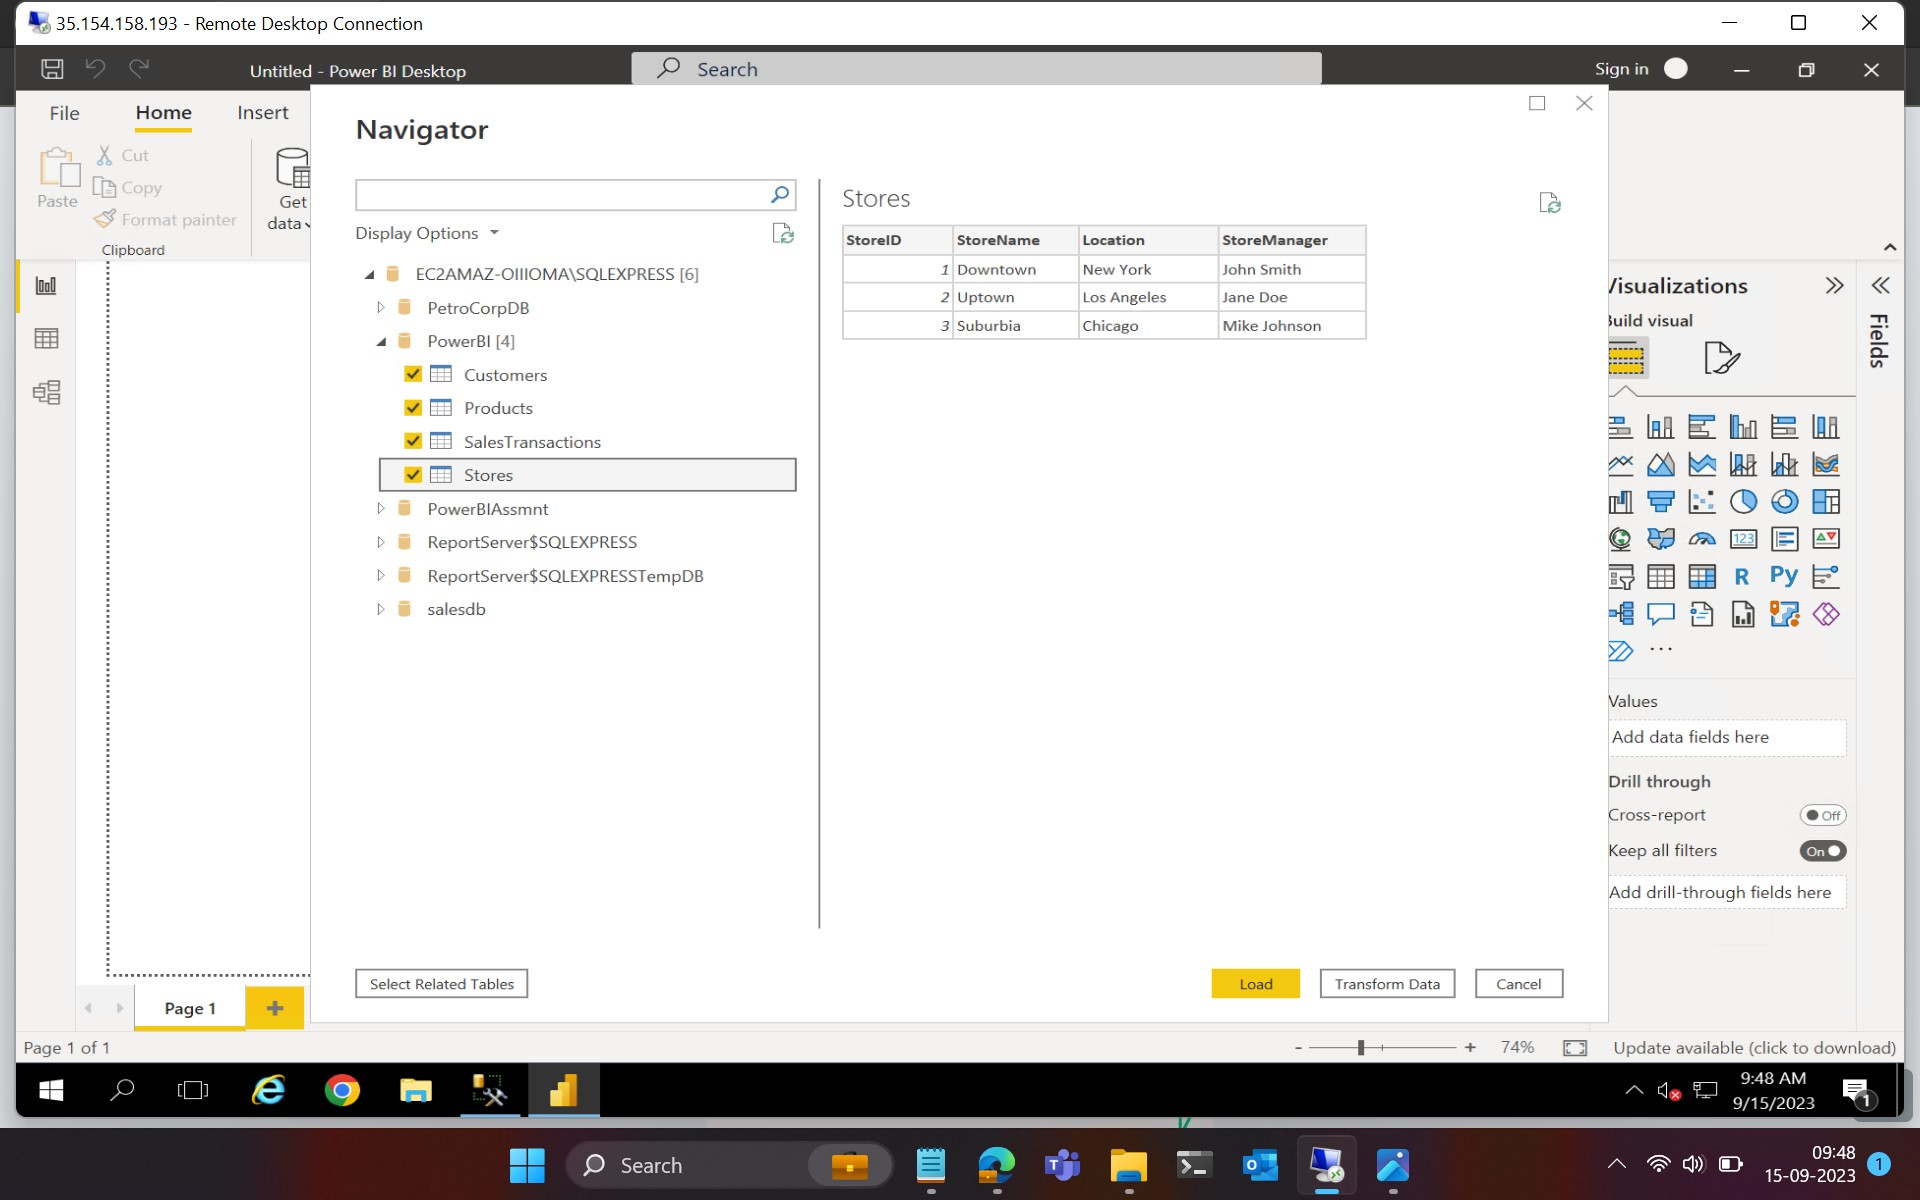 35.154.158.193 - Remote Desktop Connection
Untitled - Power BI Desktop
Search
Sign in
File
Home
Insert
Paste
Cut
Copy
Format painter
Clipboard
Get
data
Navigator
Display Options
EC2AMAZ-OIIIOMA\SQLEXPRESS [6]
PetroCorpDB
PowerBI [4]
Customers
Products
SalesTransactions
Stores
PowerBIAssmnt
ReportServer$SQLEXPRESS
ReportServer$SQLEXPRESSTempDB
salesdb
Stores
StoreID StoreName Location StoreManager
1 Downtown New York John Smith
2 Uptown Los Angeles Jane Doe
3 Suburbia Chicago Mike Johnson
Select Related Tables
Load
Transform Data
Cancel
Visualizations
Build visual
Fields
123
R
Py
Values
Add data fields here
Drill through
Cross-report
Off
Keep all filters
On
Add drill-through fields here
Page 1
Page 1 of 1
- + 74%
Update available (click to download)
9:48 AM
9/15/2023
1
Search
09:48
15-09-2023
1